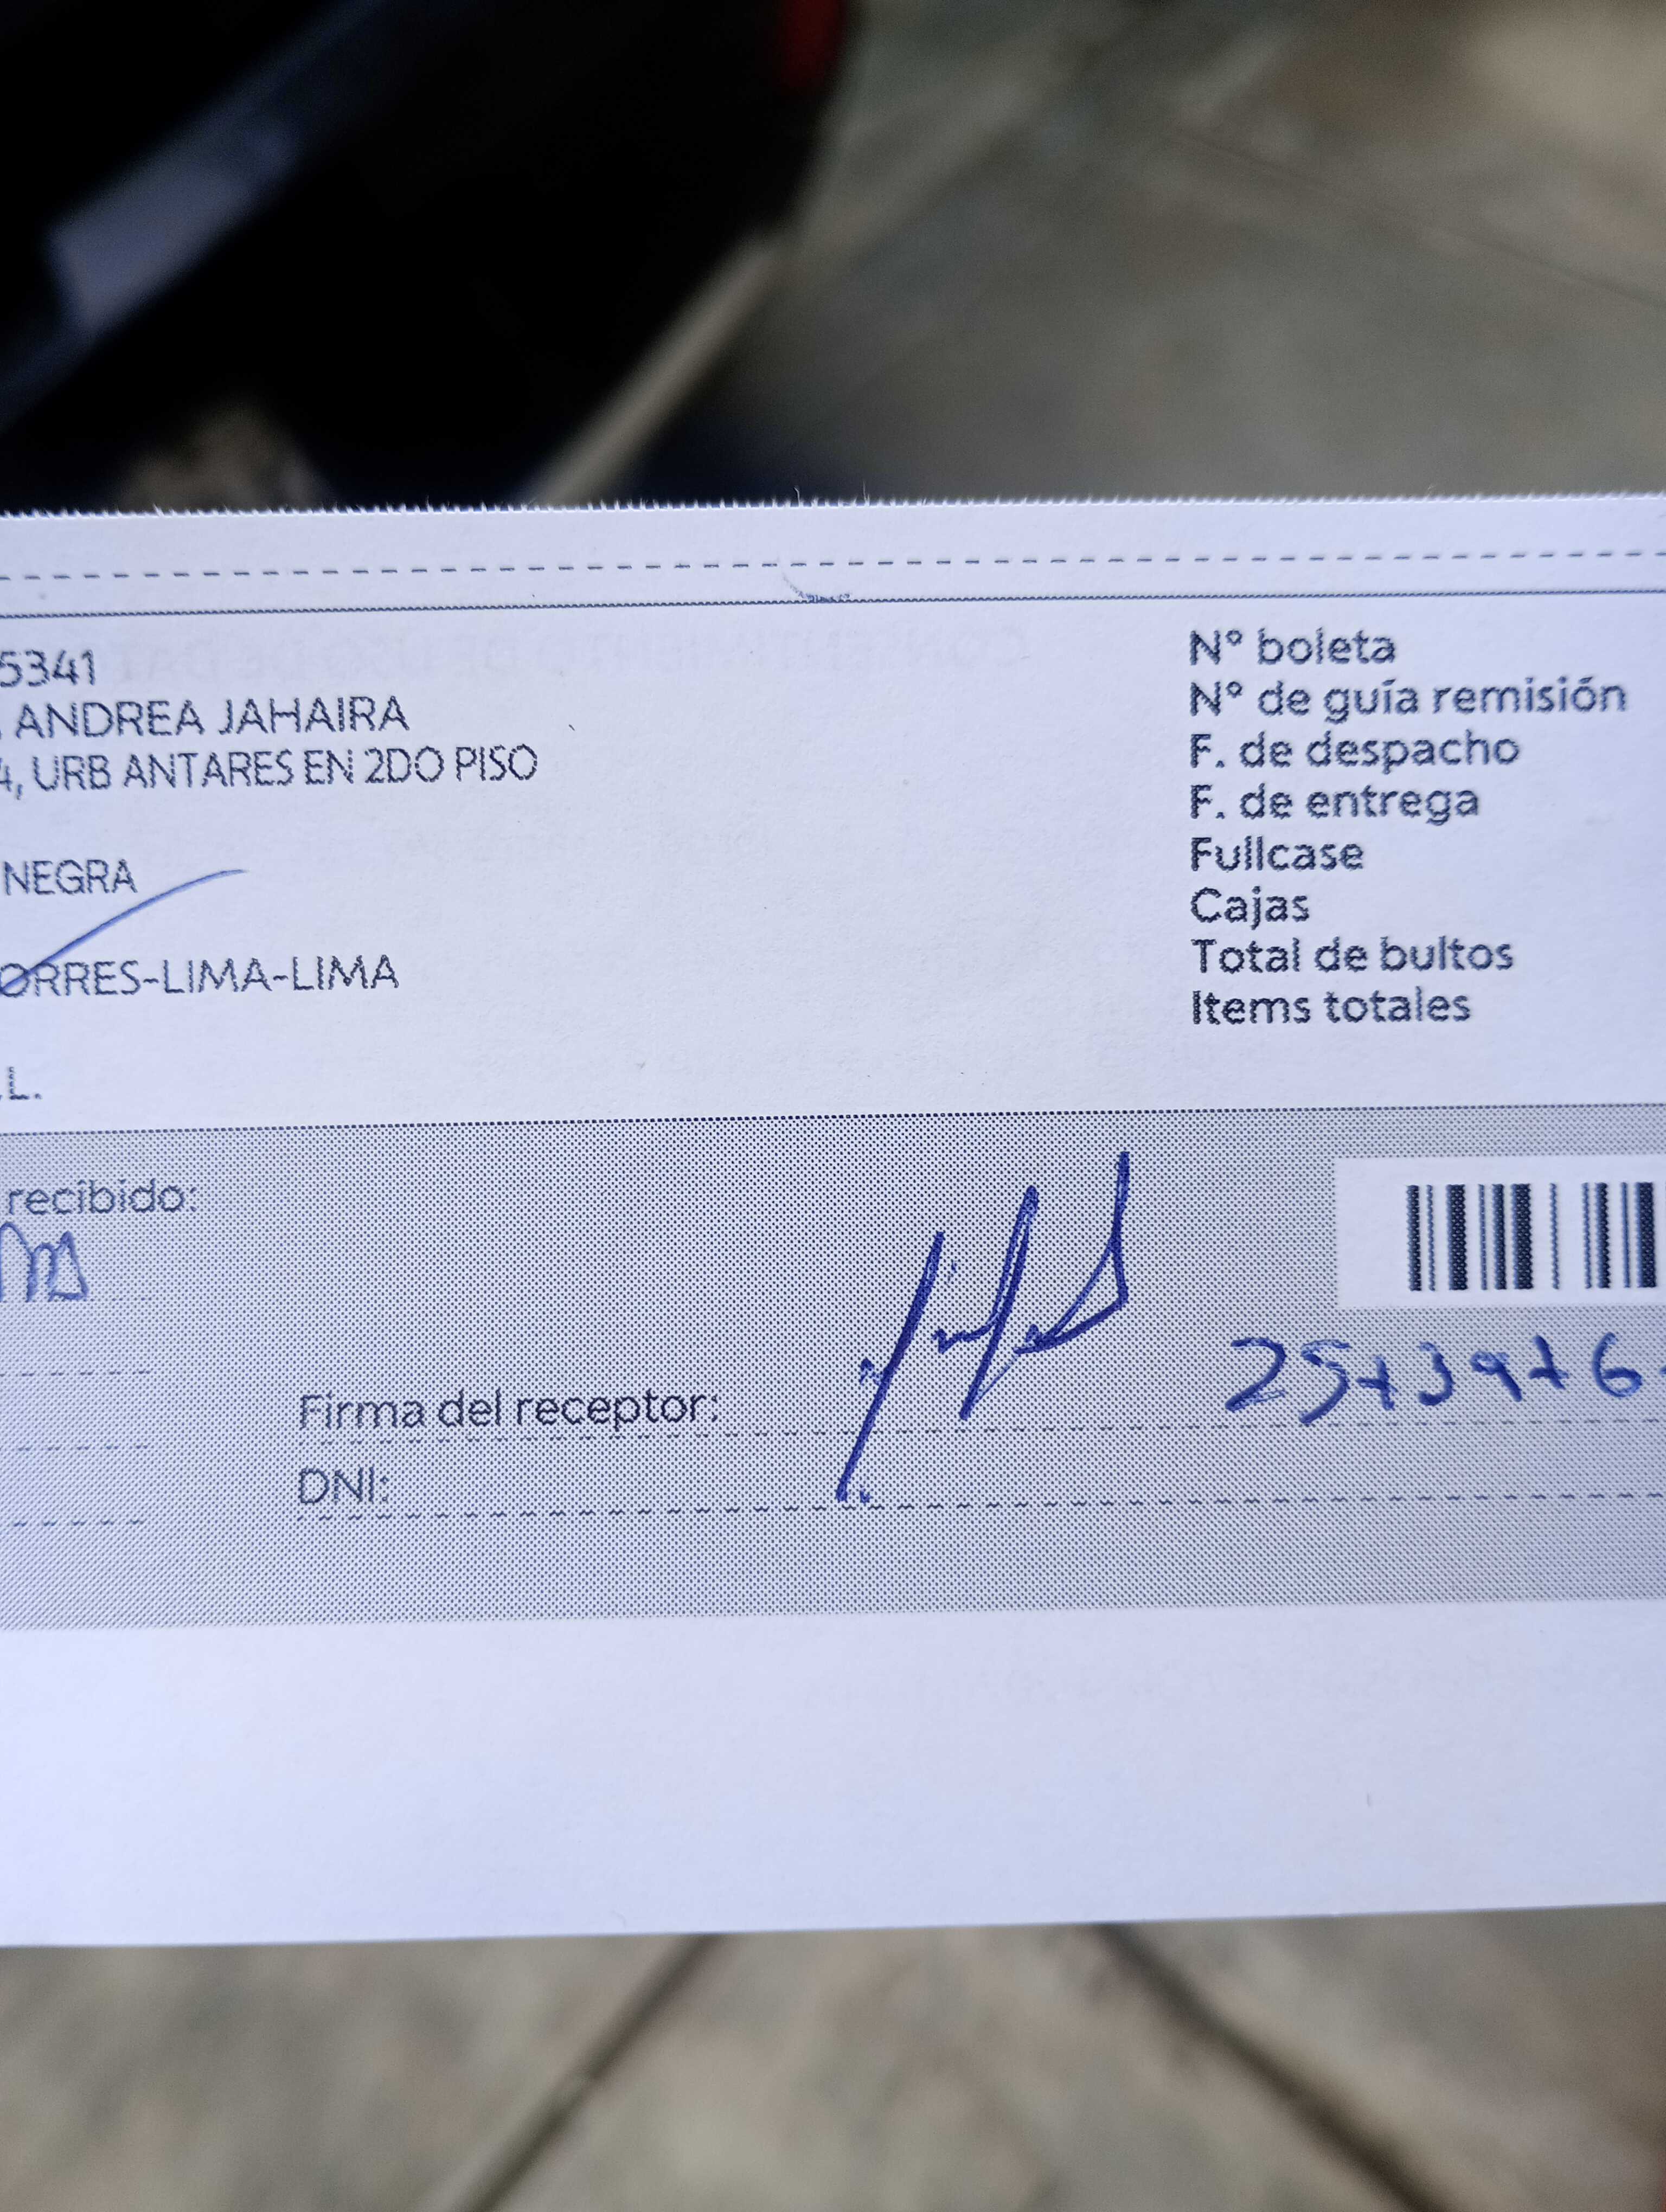 5341
ANDREA JAHAIRA
4, URB ANTARES EN 2DO PISO
NEGRA
ORRES-LIMA-LIMA
.L.
N° boleta
N° de guía remisión
F. de despacho
F. de entrega
Fullcase
Cajas
Total de bultos
Items totales
recibido:
Firma del receptor:
DNI: